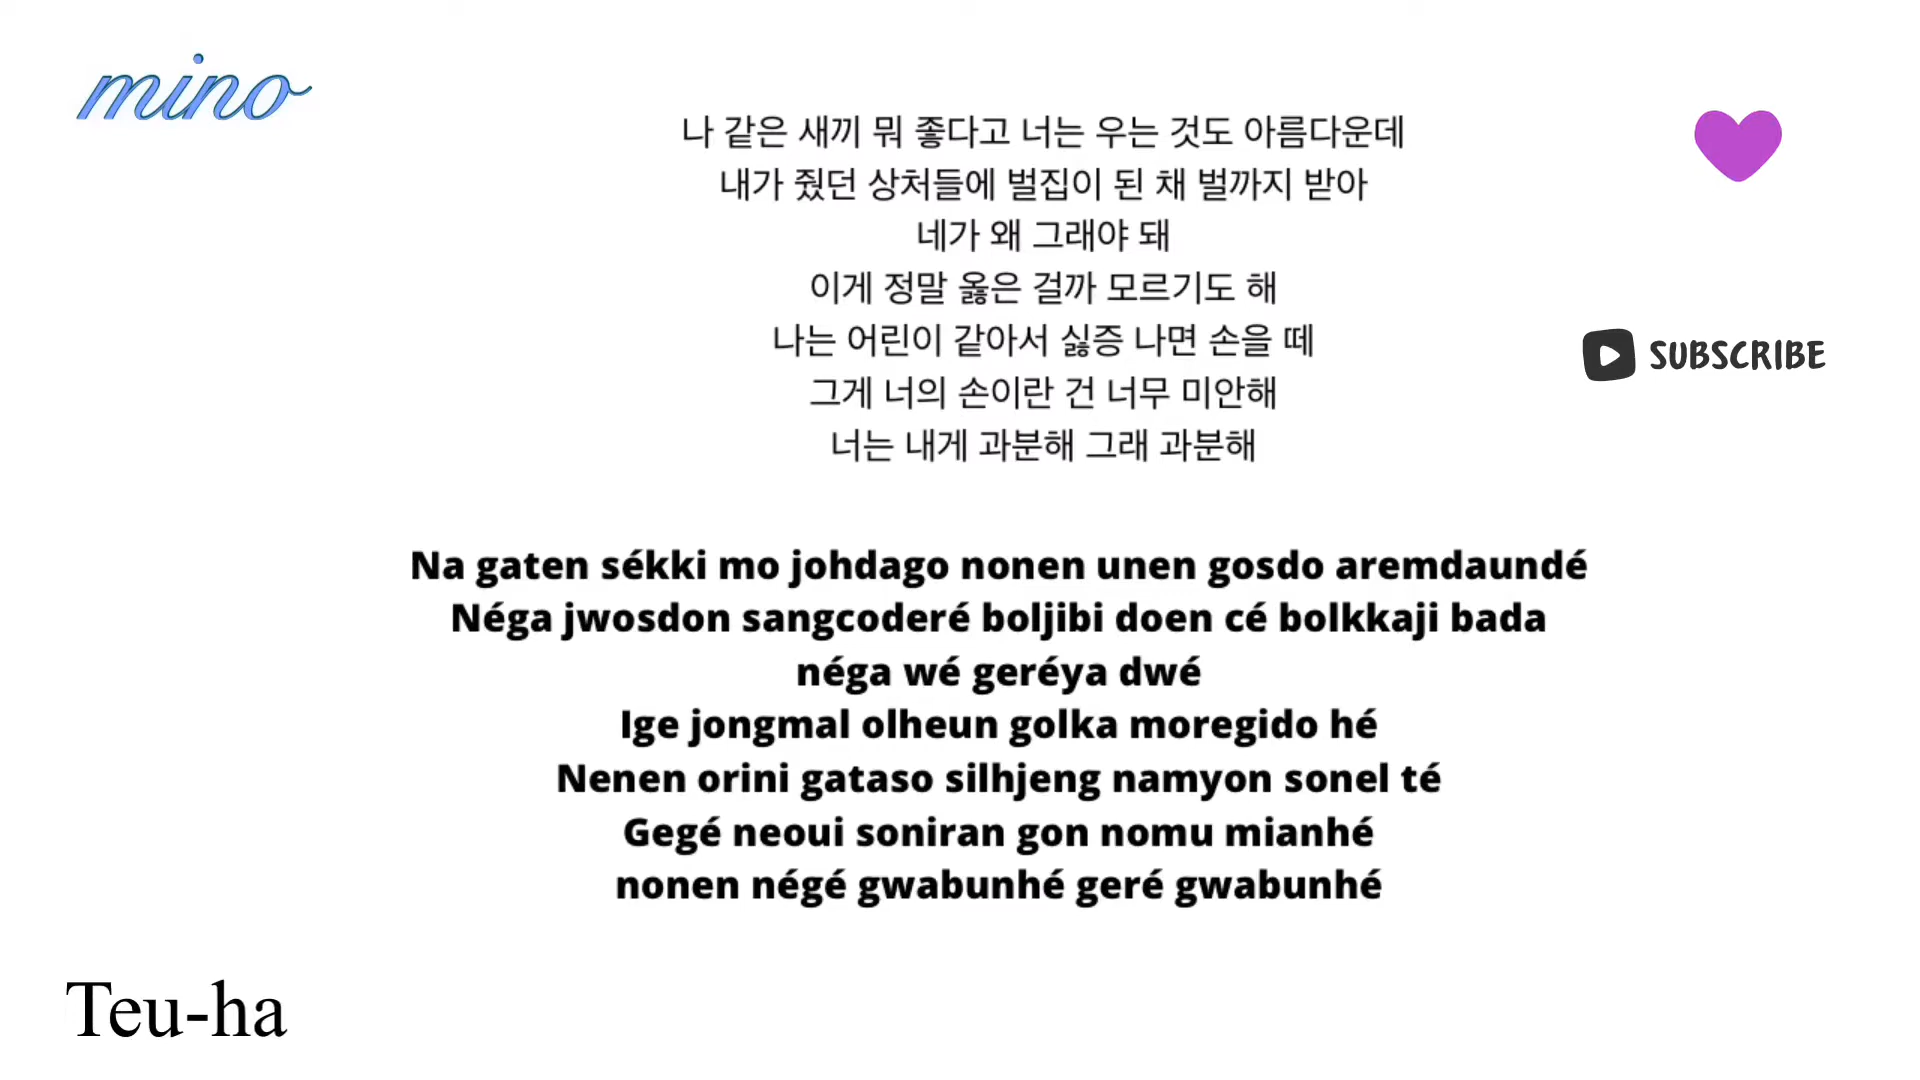 mino
나 같은 새끼 뭐 좋다고 너는 우는 것도 아름다운데
내가 줬던 상처들에 벌집이 된 채 벌까지 받아
네가 왜 그래야 돼
이게 정말 옳은 걸까 모르기도 해
나는 어린이 같아서 싫증 나면 손을 떼
그게 너의 손이란 건 너무 미안해
너는 내게 과분해 그래 과분해
SUBSCRIBE
Na gaten sékki mo johdago nonen unen gosdo aremdaundé
Néga jwosdon sangcoderé boljibi doen cé bolkkaji bada
néga wé geréya dwé
Ige jongmal olheun golka moregido hé
Nenen orini gataso silhjeng namyon sonel té
Gegé neoui soniran gon nomu mianhé
nonen négé gwabunhé geré gwabunhé
Teu-ha